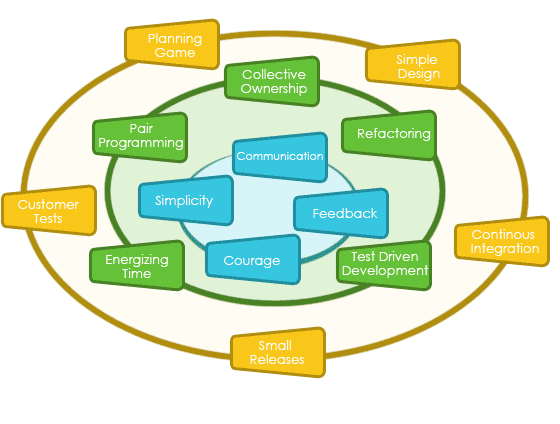 Planning
Game
Simple
Design
Collective
Ownership
Pair
Programming
Refactoring
Communication
Simplicity
Feedback
Customer
Tests
Courage
Continous
Integration
Energizing
Time
Test Driven
Development
Small
Releases